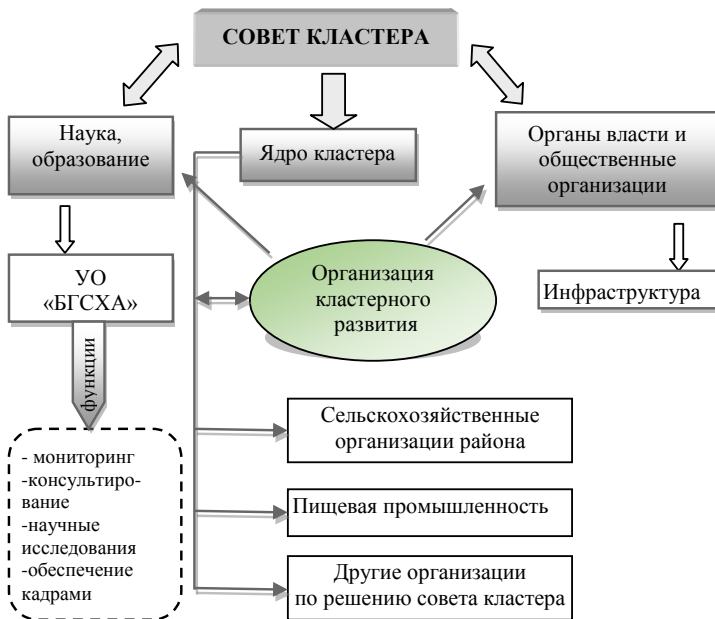 СОВЕТ КЛАСТЕРА
Наука,
образование
Ядро кластера
Органы власти и
общественные
организации
УО
«БГСХА»
Организация
кластерного
развития
Инфраструктура
функции
- мониторинг
-консультиро-
вание
-научные
исследования
-обеспечение
кадрами
Сельскохозяйственные
организации района
Пищевая промышленность
Другие организации
по решению совета кластера